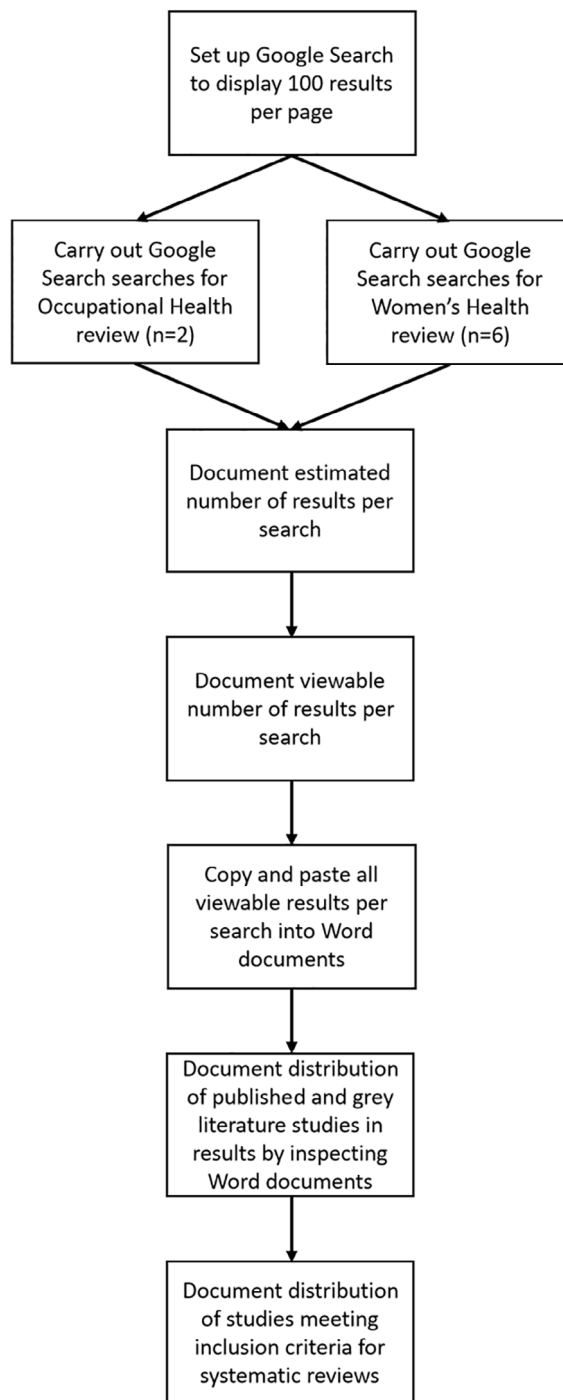 Set up Google Search
to display 100 results
per page
Carry out Google
Search searches for
Occupational Health
review (n=2)
Carry out Google
Search searches for
Women's Health
review (n=6)
Document estimated
number of results per
search
Document viewable
number of results per
search
Copy and paste all
viewable results per
search into Word
documents
Document distribution
of published and grey
literature studies in
results by inspecting
Word documents
Document distribution
of studies meeting
inclusion criteria for
systematic reviews